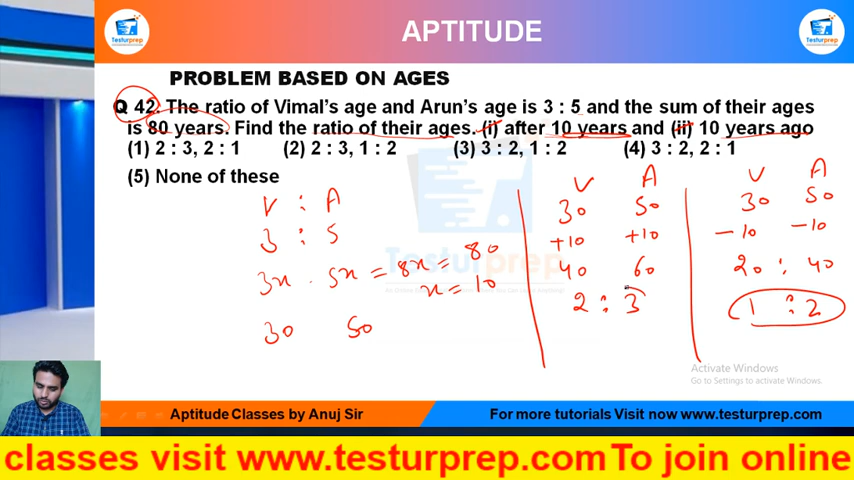 Testurprep
APTITUDE
Testurprep
PROBLEM BASED ON AGES
Q 42. The ratio of Vimal's age and Arun's age is 3 : 5 and the sum of their ages
is 80 years. Find the ratio of their ages. (i) after 10 years and (ii) 10 years ago
(1) 2 : 3, 2 : 1 (2) 2 : 3, 1 : 2 (3) 3 : 2, 1 : 2 (4) 3 : 2, 2 : 1
(5) None of these
V : A
3 : 5
3x . 5x = 8x = 80
x = 10
30 50
V A
30 50
+10 +10
40 60
2 : 3
V A
30 50
-10 -10
20 : 40
1 : 2
Testurprep
Activate Windows
Go to Settings to activate Windows.
Aptitude Classes by Anuj Sir
For more tutorials Visit now www.testurprep.com
classes visit www.testurprep.com To join online